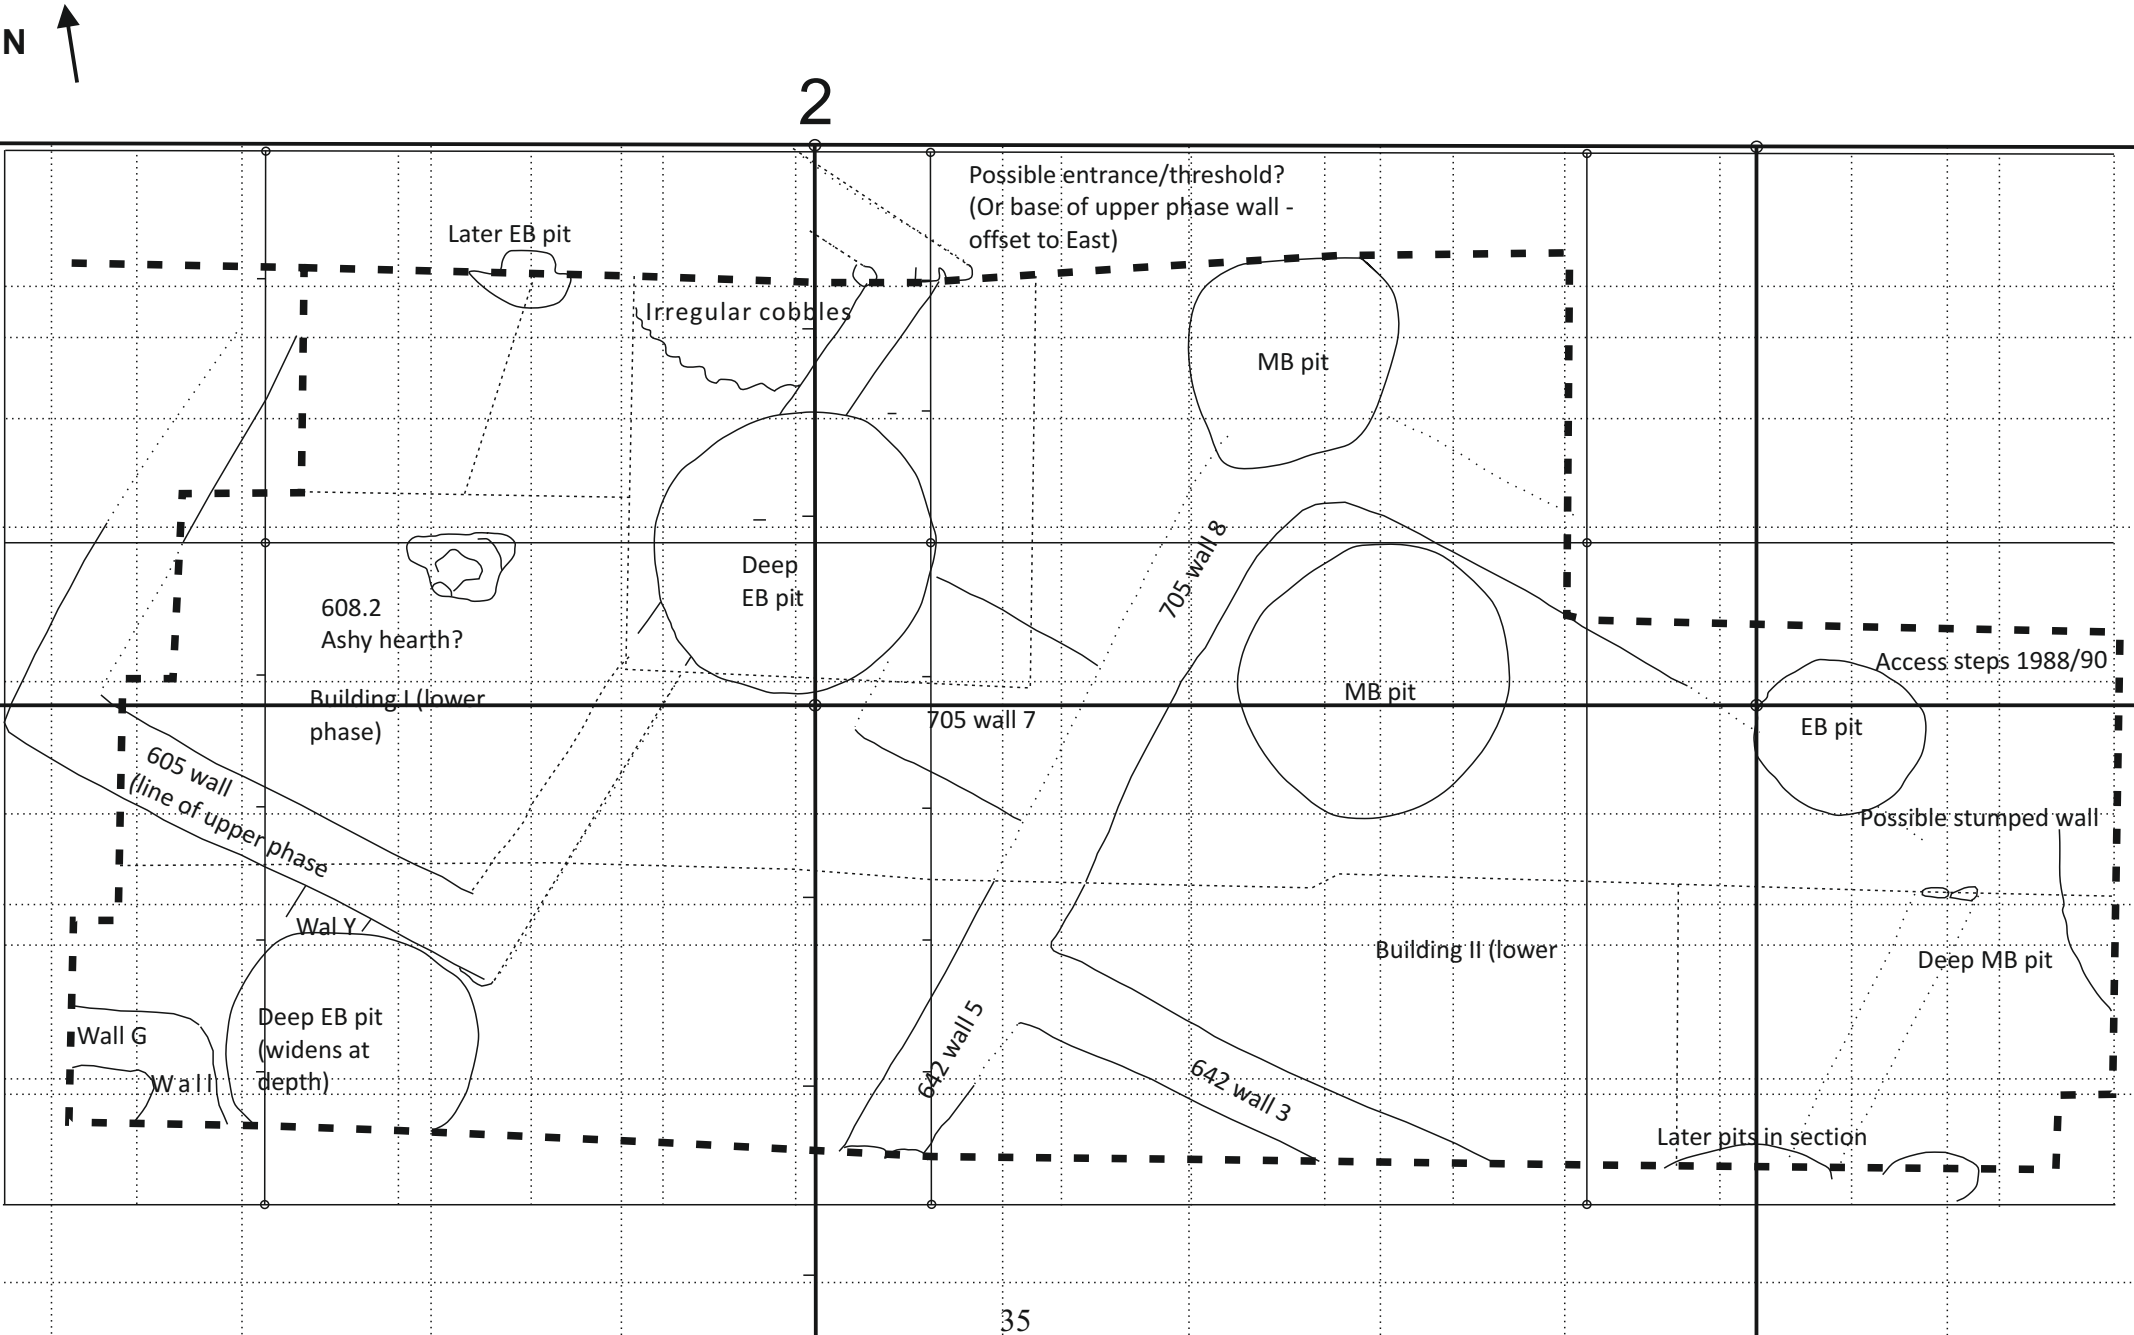 N
2
Possible entrance/threshold?
(Or base of upper phase wall -
offset to East)
Later EB pit
Irregular cobbles
MB pit
Deep
EB pit
705 wall 8
608.2
Ashy hearth?
Access steps 1988/90
Building I (lower
phase)
MB pit
705 wall 7
EB pit
605 wall
(line of upper phase
Possible stumped wall
Wal Y
Building II (lower
Deep MB pit
Deep EB pit
(widens at
depth)
Wall G
Wall
642 wall 5
642 wall 3
Later pits in section
35